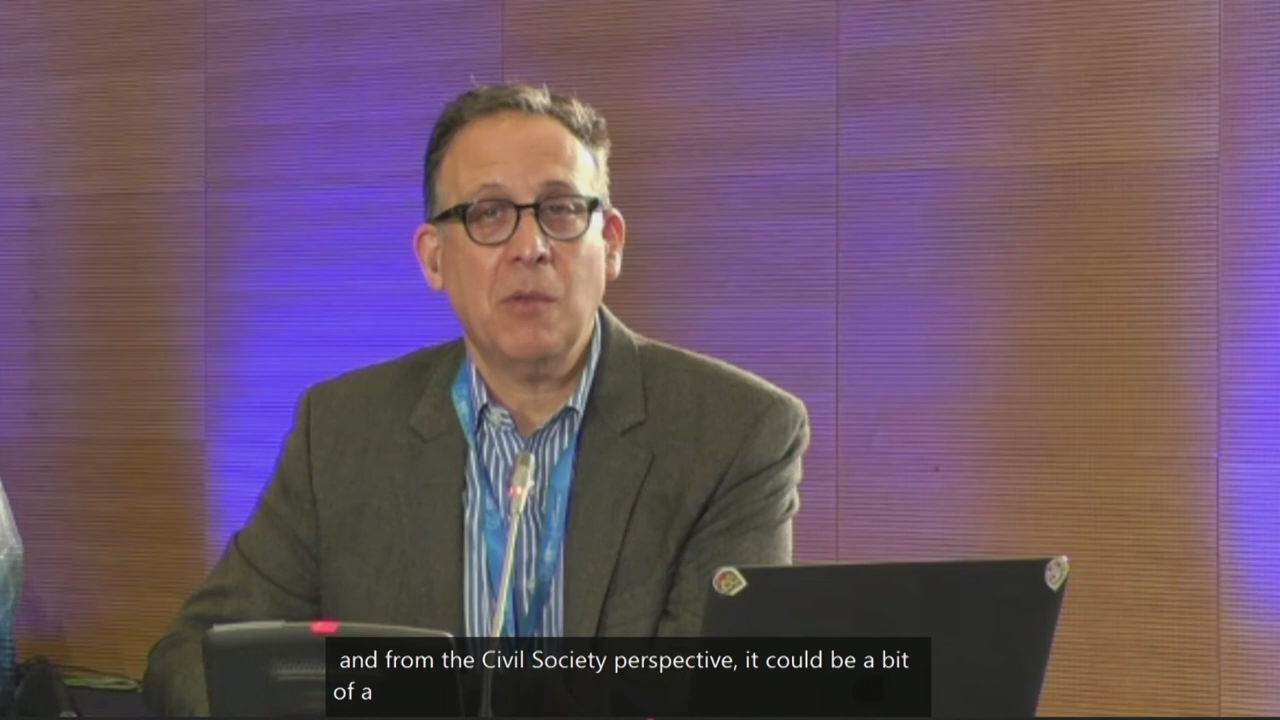 and from the Civil Society perspective, it could be a bit
of a